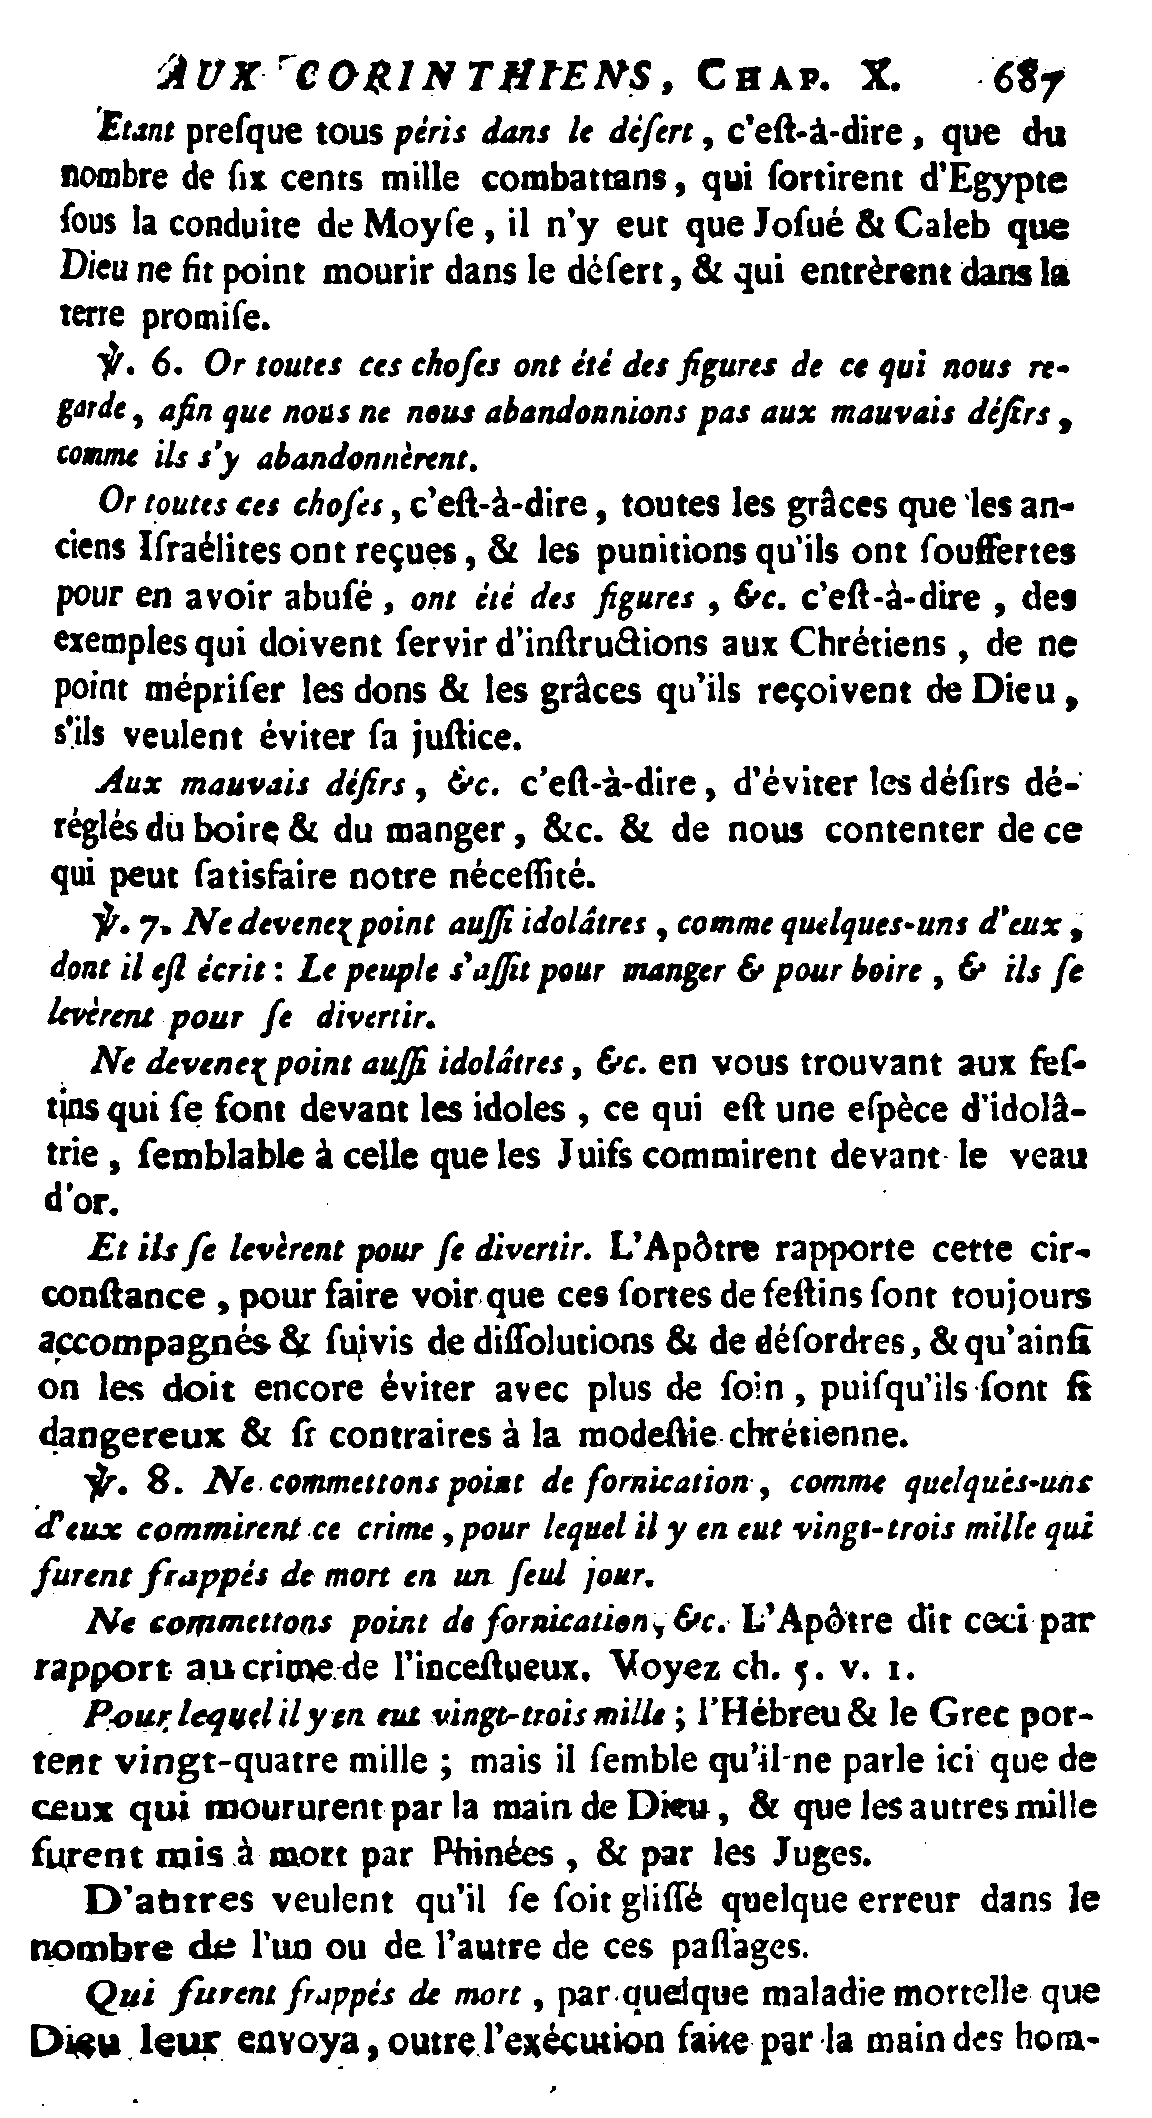 AUX CORINTHIENS, CHAP. X. 687
Etant preſque tous péris dans le déſert, c'eſt-à-dire, que du
nombre de ſix cents mille combattans, qui ſortirent d'Egypte
ſous la conduite de Moyſe, il n'y eut que Joſué & Caleb que
Dieu ne fit point mourir dans le déſert, & qui entrèrent dans la
terre promiſe.
℣. 6. Or toutes ces choſes ont été des figures de ce qui nous re-
garde, afin que nous ne nous abandonnions pas aux mauvais déſirs,
comme ils s'y abandonnèrent.
Or toutes ces choſes, c'eſt-à-dire, toutes les grâces que les an-
ciens Iſraélites ont reçues, & les punitions qu'ils ont ſouffertes
pour en avoir abuſé, ont été des figures, &c. c'eſt-à-dire, des
exemples qui doivent ſervir d'inſtructions aux Chrétiens, de ne
point mépriſer les dons & les grâces qu'ils reçoivent de Dieu,
s'ils veulent éviter ſa juſtice.
Aux mauvais déſirs, &c. c'eſt-à-dire, d'éviter les déſirs dé-
réglés du boire & du manger, &c. & de nous contenter de ce
qui peut ſatisfaire notre néceſſité.
℣. 7. Ne devenez point auſſi idolâtres, comme quelques-uns d'eux,
dont il eſt écrit : Le peuple s'aſſit pour manger & pour boire, & ils ſe
levèrent pour ſe divertir.
Ne devenez point auſſi idolâtres, &c. en vous trouvant aux feſ-
tins qui ſe font devant les idoles, ce qui eſt une eſpèce d'idolâ-
trie, ſemblable à celle que les Juifs commirent devant le veau
d'or.
Et ils ſe levèrent pour ſe divertir. L'Apôtre rapporte cette cir-
conſtance, pour faire voir que ces ſortes de feſtins ſont toujours
accompagnés & ſuivis de diſſolutions & de déſordres, & qu'ainſi
on les doit encore éviter avec plus de ſoin, puiſqu'ils ſont ſi
dangereux & ſi contraires à la modeſtie chrétienne.
℣. 8. Ne commettons point de fornication, comme quelques-uns
d'eux commirent ce crime, pour lequel il y en eut vingt-trois mille qui
furent frappés de mort en un ſeul jour.
Ne commettons point de fornication, &c. L'Apôtre dit ceci par
rapport au crime de l'inceſtueux. Voyez ch. 5. v. 1.
Pour lequel il y en eut vingt-trois mille ; l'Hébreu & le Grec por-
tent vingt-quatre mille ; mais il ſemble qu'il ne parle ici que de
ceux qui moururent par la main de Dieu, & que les autres mille
furent mis à mort par Phinées, & par les Juges.
D'autres veulent qu'il ſe ſoit gliſſé quelque erreur dans le
nombre de l'un ou de l'autre de ces paſſages.
Qui furent frappés de mort, par quelque maladie mortelle que
Dieu leur envoya, outre l'exécution faite par la main des hom-